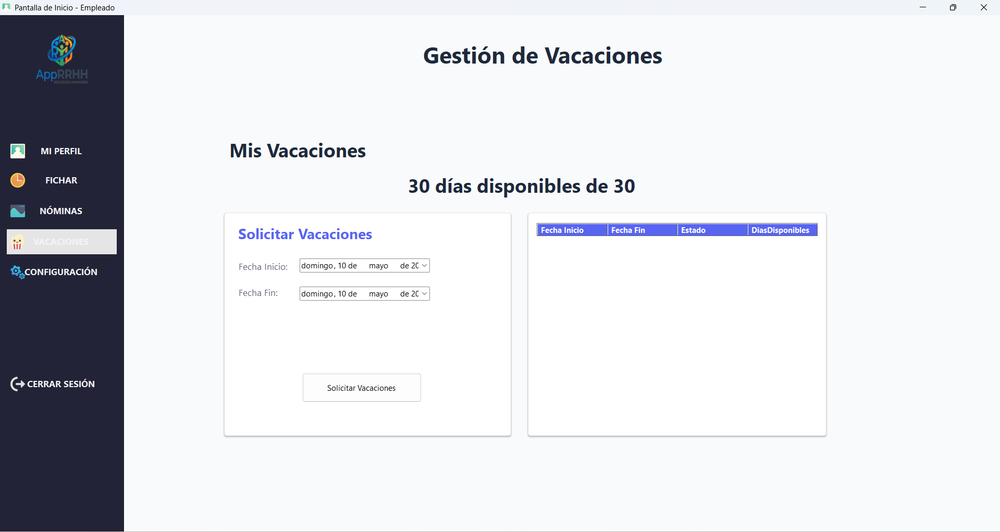 Pantalla de Inicio - Empleado
AppRRHH
RECURSOS HUMANOS
MI PERFIL
FICHAR
NÓMINAS
VACACIONES
CONFIGURACIÓN
CERRAR SESIÓN
Gestión de Vacaciones
Mis Vacaciones
30 días disponibles de 30
Solicitar Vacaciones
Fecha Inicio: domingo, 10 de mayo de 20
Fecha Fin: domingo, 10 de mayo de 20
Solicitar Vacaciones
Fecha Inicio Fecha Fin Estado DiasDisponibles